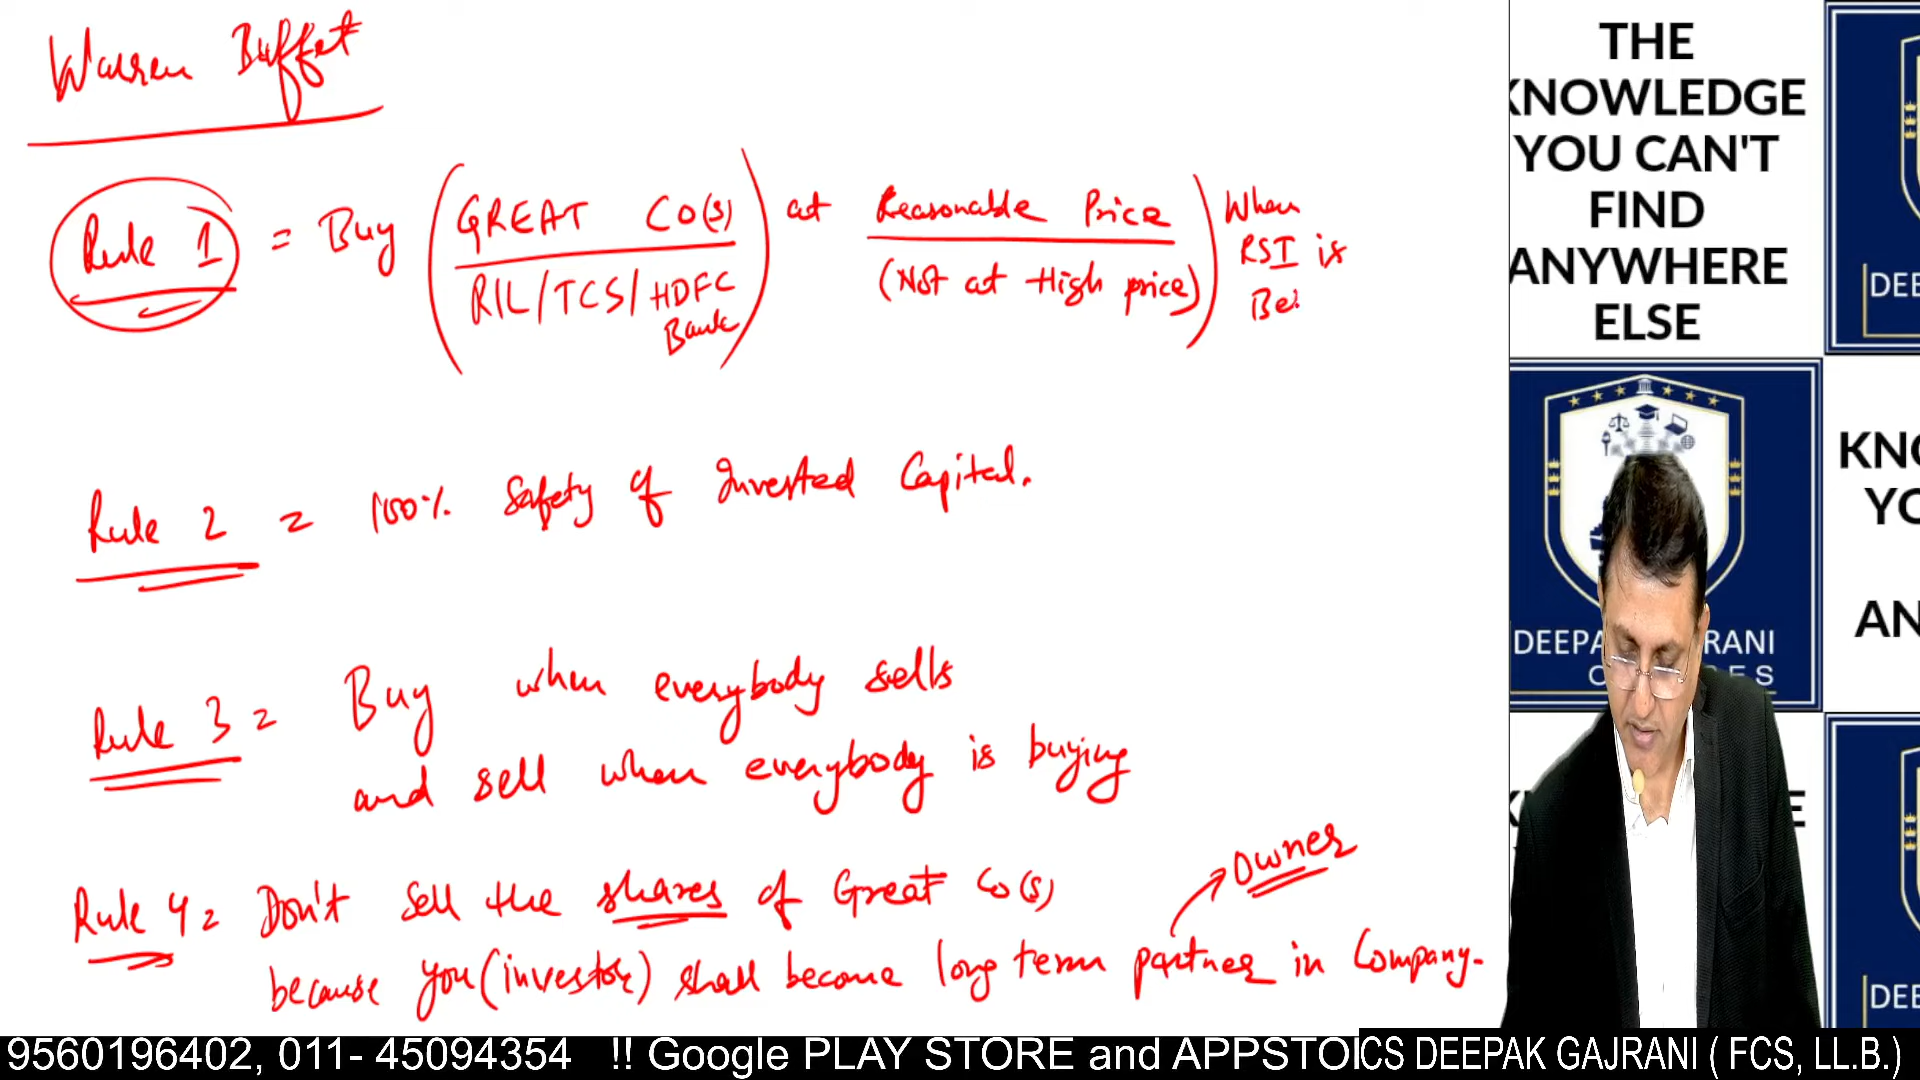 Warren Buffet
Rule 1 = Buy (GREAT CO(s) at Reasonable Price) When
RIL/TCS/HDFC (Not at High price) RSI is
Bank Be
Rule 2 = 100% Safety of Invested Capital.
Rule 3 = Buy when everybody sells
and sell when everybody is buying
Owner
Rule 4 = Don't Sell the shares of Great Co(s)
because you (investor) shall become long term partner in Company.
THE
KNOWLEDGE
YOU CAN'T
FIND
ANYWHERE
ELSE
DEE
KNO
YO
AN
DEEPA RANI
C ES
E
DEE
9560196402, 011- 45094354 !! Google PLAY STORE and APPSTO
CS DEEPAK GAJRANI ( FCS, LL.B.)